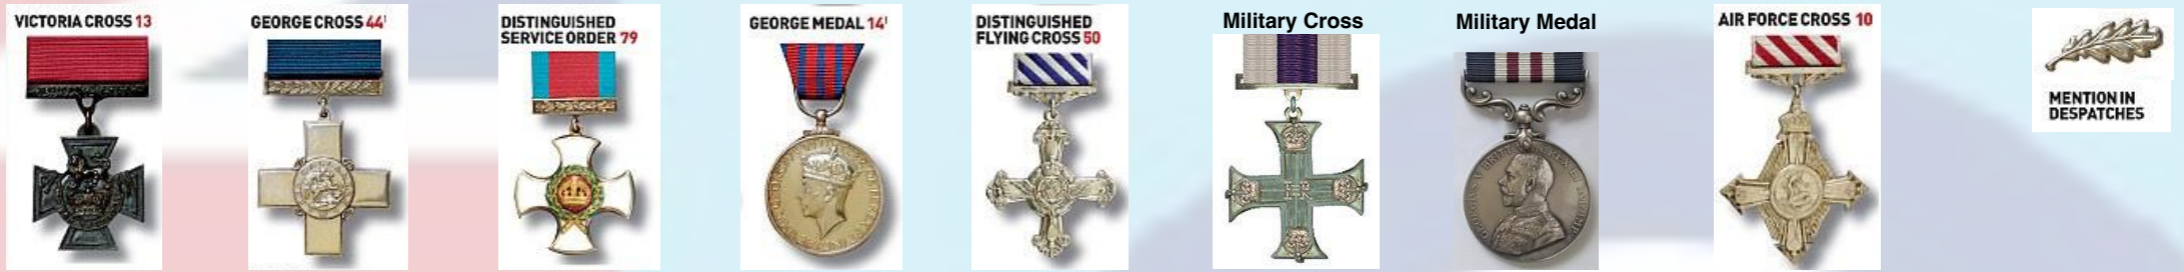 VICTORIA CROSS 13
GEORGE CROSS 44'
DISTINGUISHED
SERVICE ORDER 79
GEORGE MEDAL 14'
DISTINGUISHED
FLYING CROSS 50
Military Cross
Military Medal
AIR FORCE CROSS 10
MENTION IN
DESPATCHES